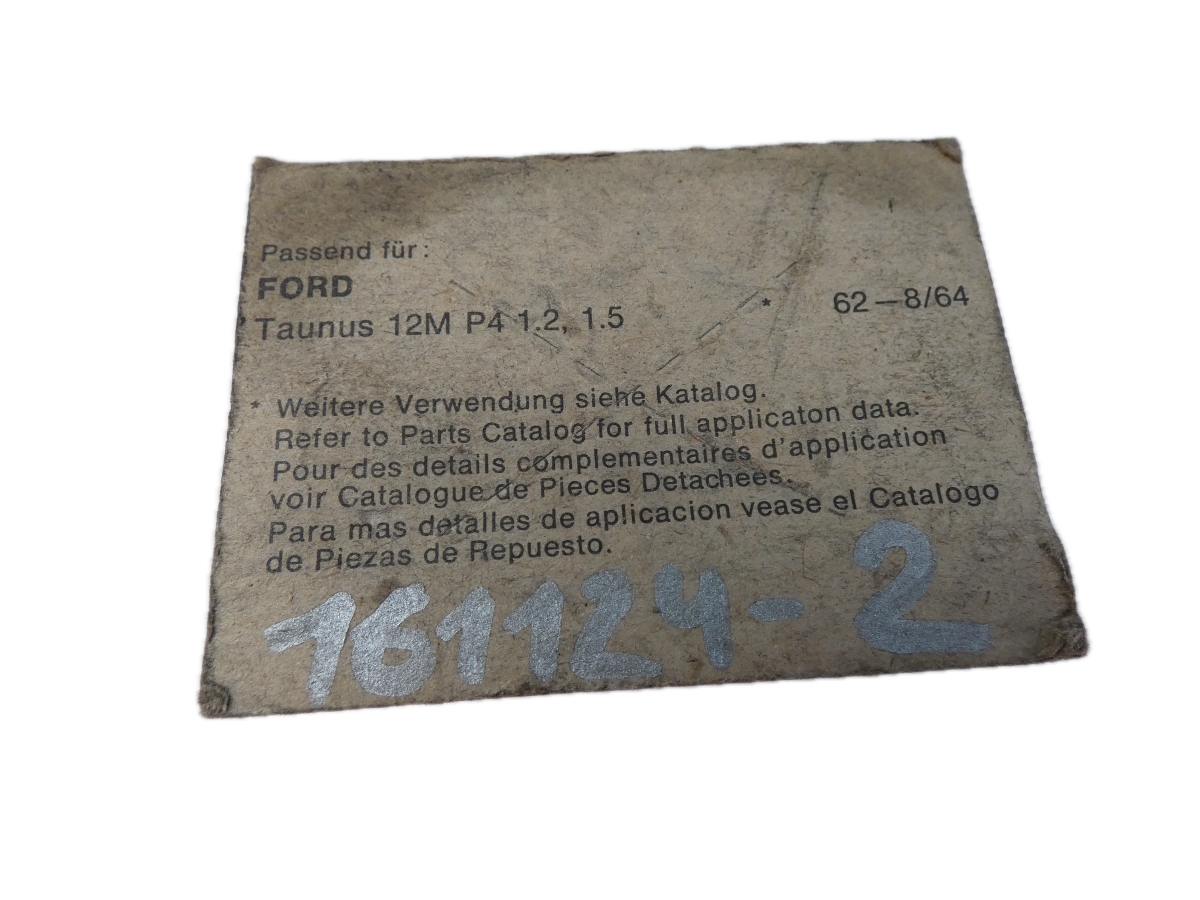 Passend für:
FORD
Taunus 12M P4 1.2, 1.5 * 62—8/64
* Weitere Verwendung siehe Katalog.
Refer to Parts Catalog for full applicaton data.
Pour des details complementaires d'application
voir Catalogue de Pieces Detachees.
Para mas detalles de aplicacion vease el Catalogo
de Piezas de Repuesto.
161124-2